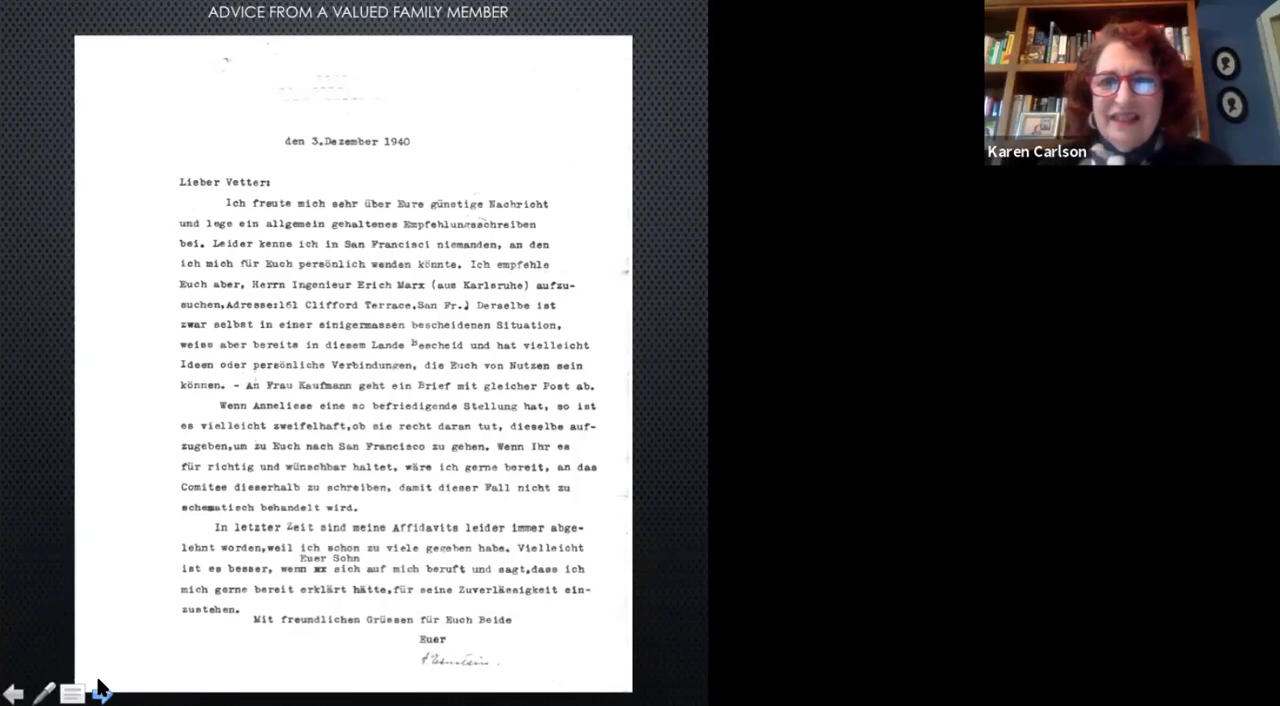 ADVICE FROM A VALUED FAMILY MEMBER
den 3.Dezember 1940
Lieber Vetter:
Ich freute mich sehr über Eure günstige Nachricht
und lege ein allgemein gehaltenes Empfehlungsschreiben
bei. Leider kenne ich in San Francisci niemanden, an den
ich mich für Euch persönlich wenden könnte. Ich empfehle
Euch aber, Herrn Ingenieur Erich Marx (aus Karlsruhe) aufzu-
suchen,Adresse:161 Clifford Terrace,San Fr.) Derselbe ist
zwar selbst in einer einigermassen bescheidenen Situation,
weiss aber bereits in diesem Lande Bescheid und hat vielleicht
Ideen oder persönliche Verbindungen, die Euch von Nutzen sein
können. - An Frau Kaufmann geht ein Brief mit gleicher Post ab.
Wenn Anneliese eine so befriedigende Stellung hat, so ist
es vielleicht zweifelhaft,ob sie recht daran tut, dieselbe auf-
zugeben,um zu Euch nach San Francisco zu gehen. Wenn Ihr es
für richtig und wünschbar haltet, wäre ich gerne bereit, an das
Comitee dieserhalb zu schreiben, damit dieser Fall nicht zu
schematisch behandelt wird.
In letzter Zeit sind meine Affidavits leider immer abge-
lehnt worden,weil ich schon zu viele gegeben habe. Vielleicht
Euer Sohn
ist es besser, wenn xx sich auf mich beruft und sagt,dass ich
mich gerne bereit erklärt hätte,für seine Zuverlässigkeit ein-
zustehen.
Mit freundlichen Grüssen für Euch Beide
Euer
A. Einstein.
Karen Carlson